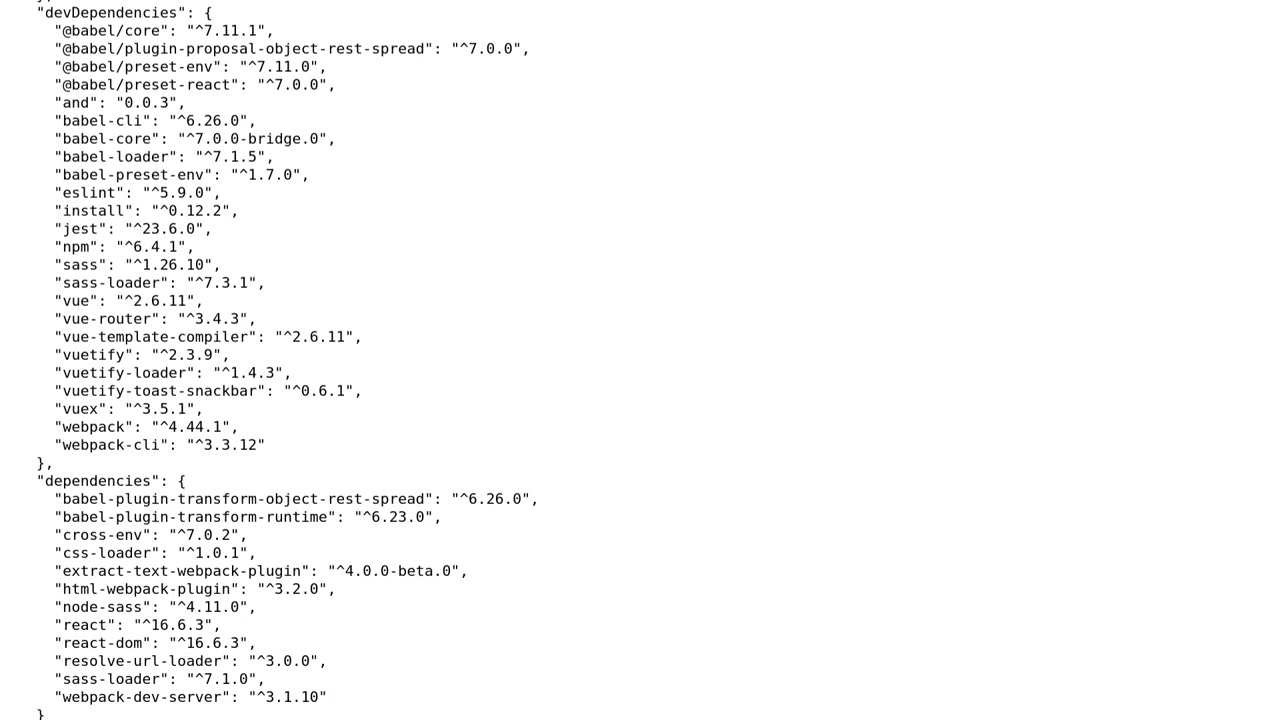 "devDependencies": {
"@babel/core": "^7.11.1",
"@babel/plugin-proposal-object-rest-spread": "^7.0.0",
"@babel/preset-env": "^7.11.0",
"@babel/preset-react": "^7.0.0",
"and": "0.0.3",
"babel-cli": "^6.26.0",
"babel-core": "^7.0.0-bridge.0",
"babel-loader": "^7.1.5",
"babel-preset-env": "^1.7.0",
"eslint": "^5.9.0",
"install": "^0.12.2",
"jest": "^23.6.0",
"npm": "^6.4.1",
"sass": "^1.26.10",
"sass-loader": "^7.3.1",
"vue": "^2.6.11",
"vue-router": "^3.4.3",
"vue-template-compiler": "^2.6.11",
"vuetify": "^2.3.9",
"vuetify-loader": "^1.4.3",
"vuetify-toast-snackbar": "^0.6.1",
"vuex": "^3.5.1",
"webpack": "^4.44.1",
"webpack-cli": "^3.3.12"
},
"dependencies": {
"babel-plugin-transform-object-rest-spread": "^6.26.0",
"babel-plugin-transform-runtime": "^6.23.0",
"cross-env": "^7.0.2",
"css-loader": "^1.0.1",
"extract-text-webpack-plugin": "^4.0.0-beta.0",
"html-webpack-plugin": "^3.2.0",
"node-sass": "^4.11.0",
"react": "^16.6.3",
"react-dom": "^16.6.3",
"resolve-url-loader": "^3.0.0",
"sass-loader": "^7.1.0",
"webpack-dev-server": "^3.1.10"
}